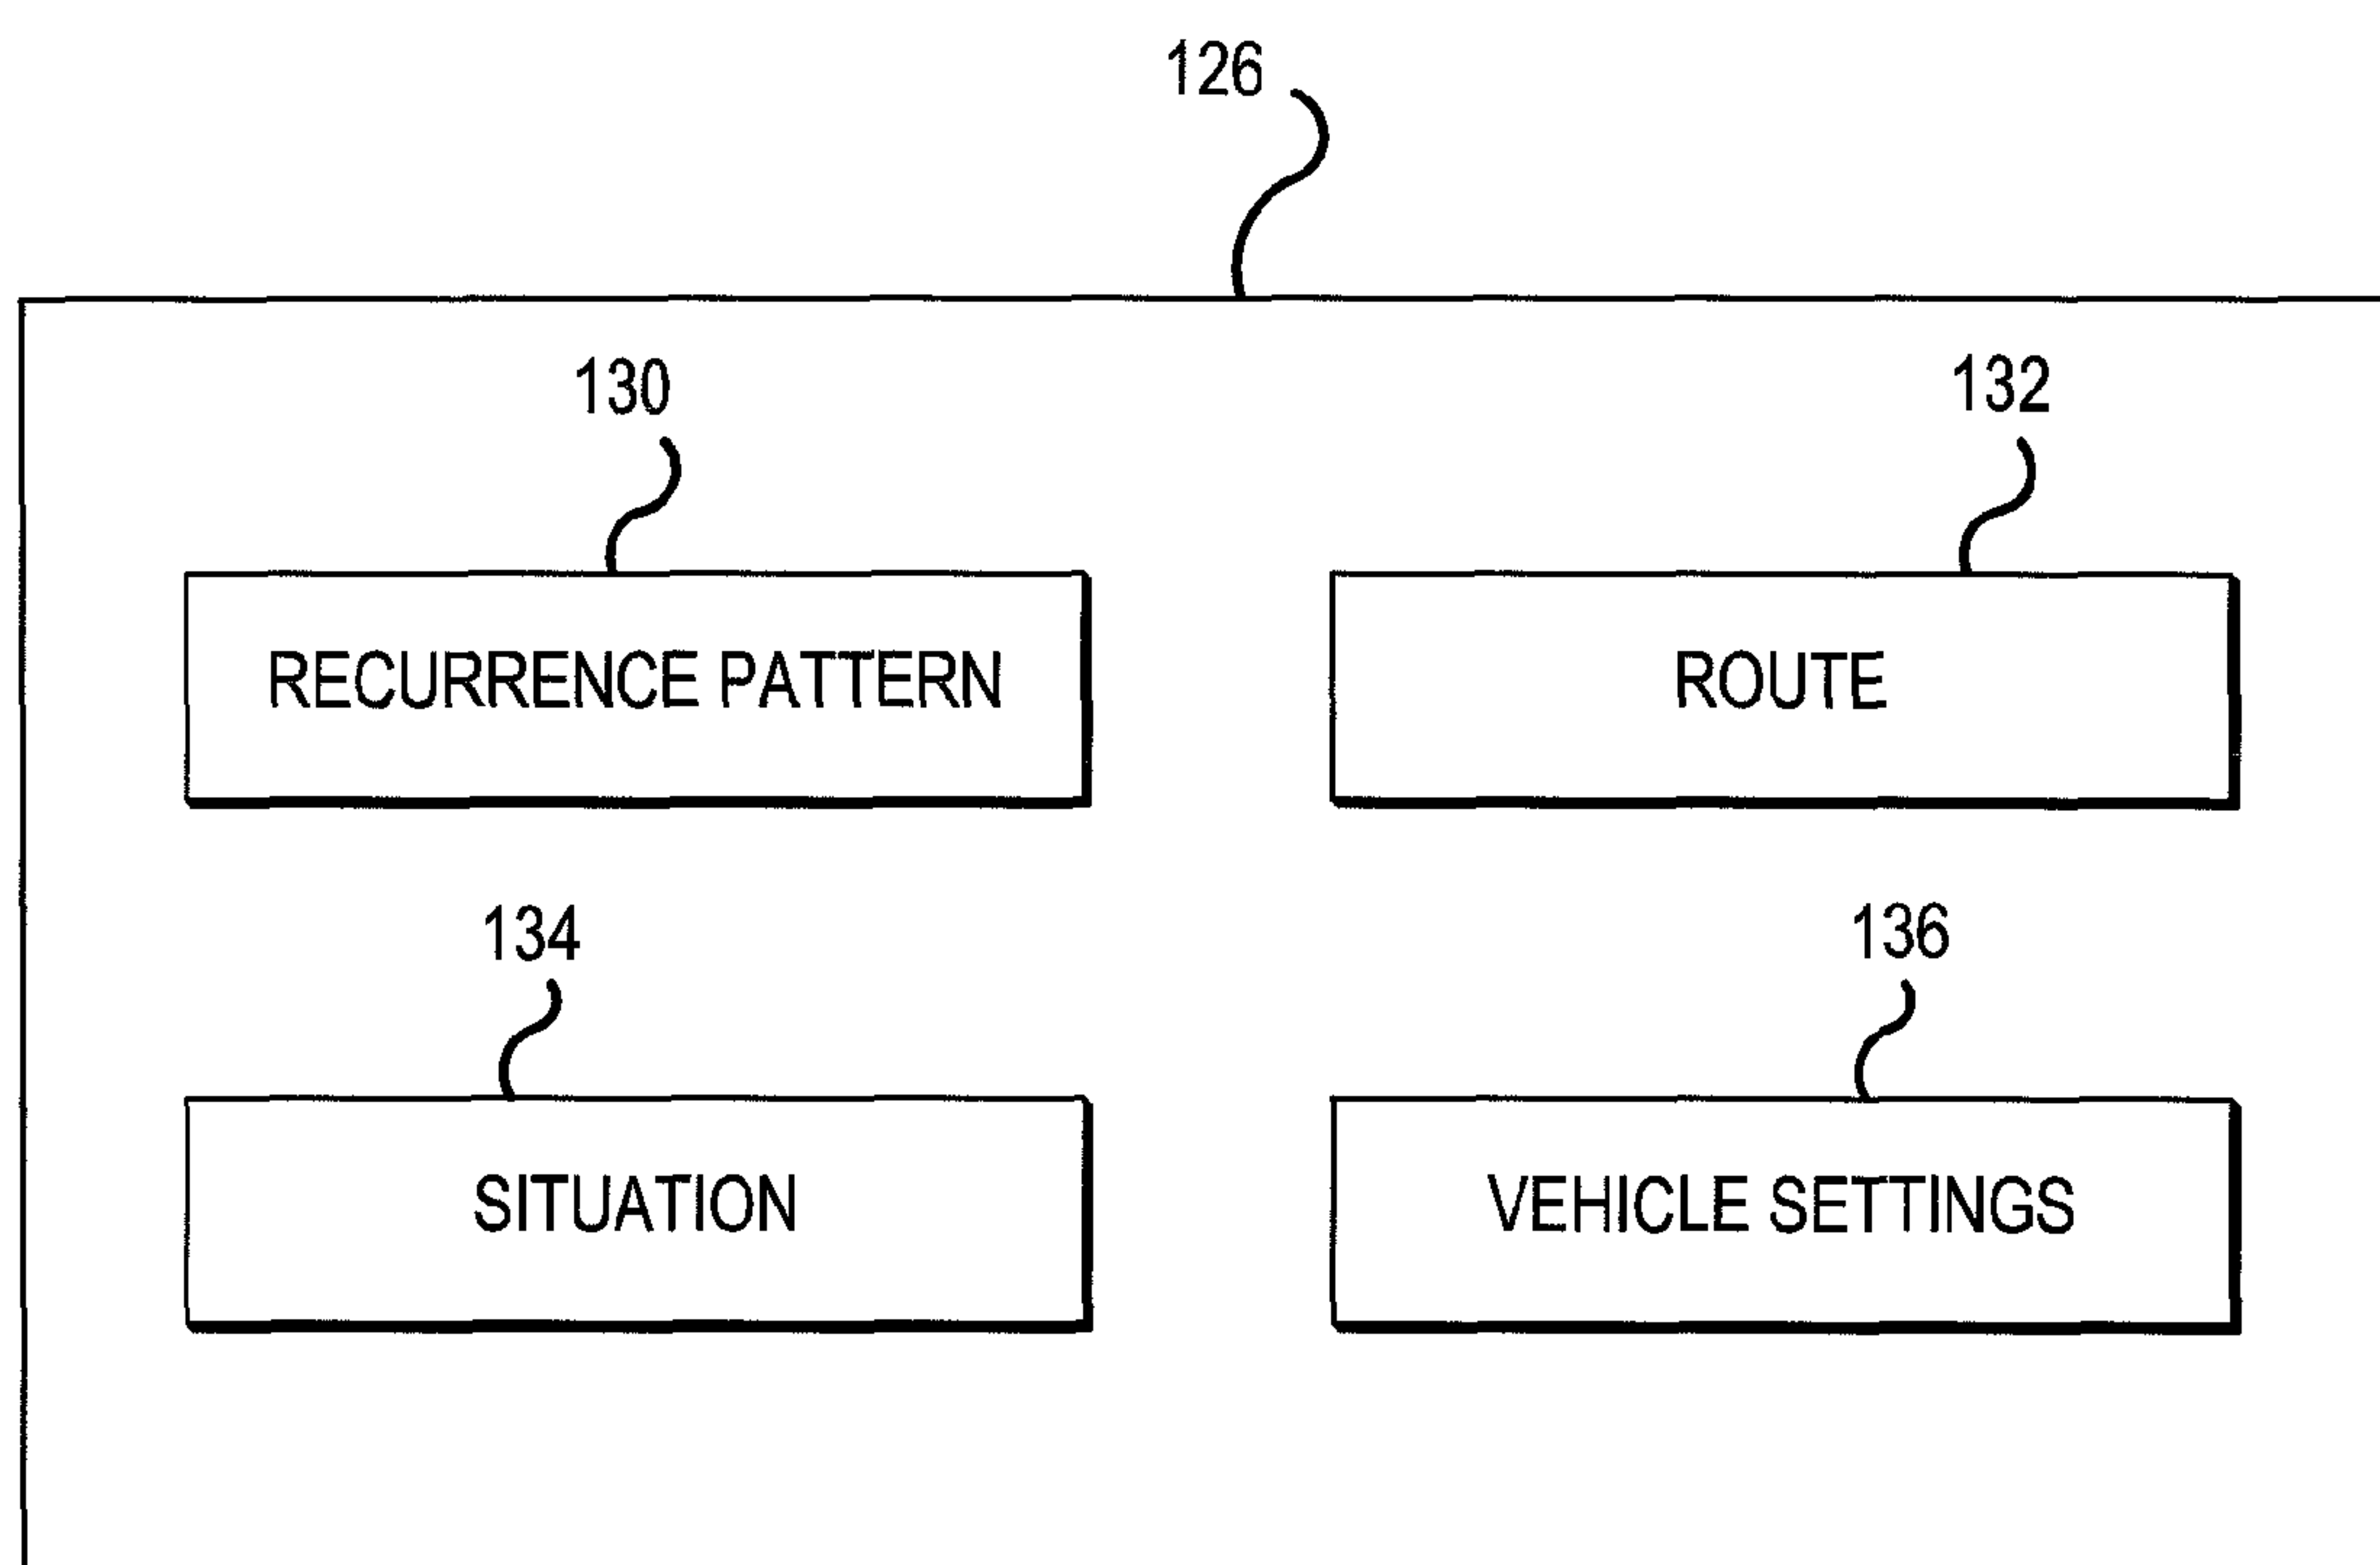 126
130
132
RECURRENCE PATTERN
ROUTE
134
136
SITUATION
VEHICLE SETTINGS